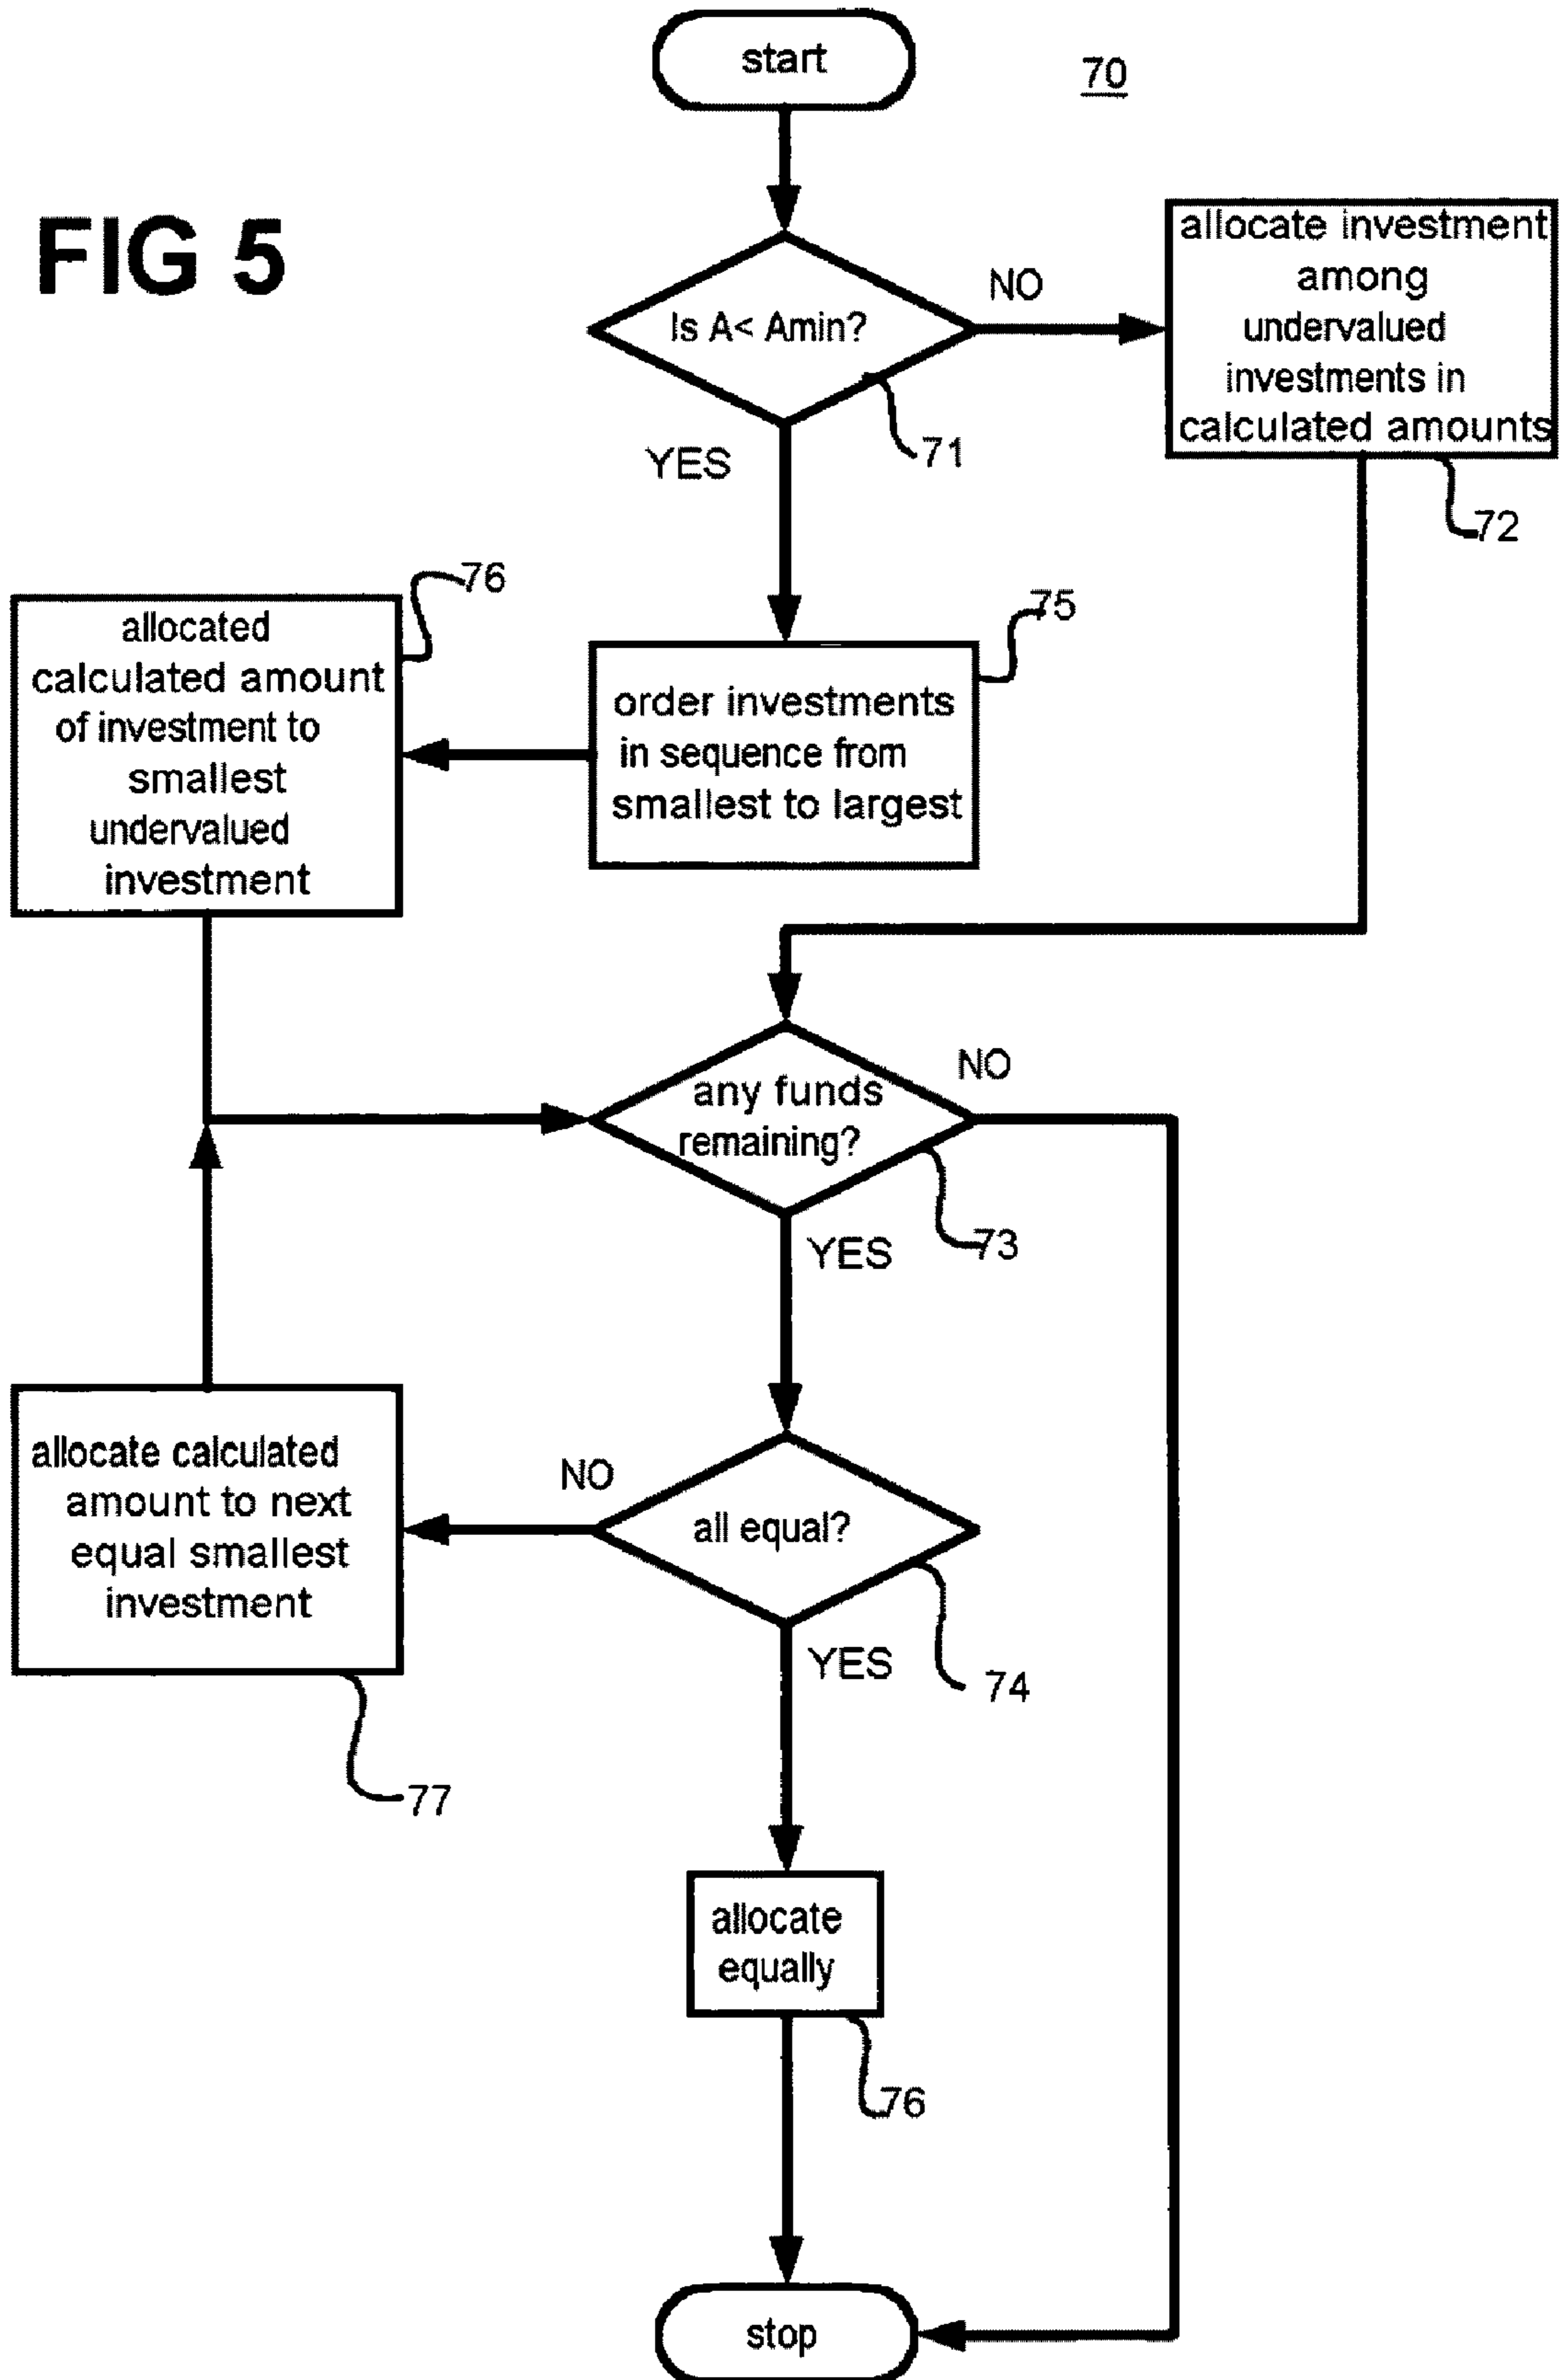 start
70
FIG 5
Is A< Amin?
NO
YES
71
allocate investment
among
undervalued
investments in
calculated amounts
72
76
allocated
calculated amount
of investment to
smallest
undervalued
investment
75
order investments
in sequence from
smallest to largest
any funds
remaining?
NO
YES
73
allocate calculated
amount to next
equal smallest
investment
77
NO
all equal?
YES
74
allocate
equally
76
stop